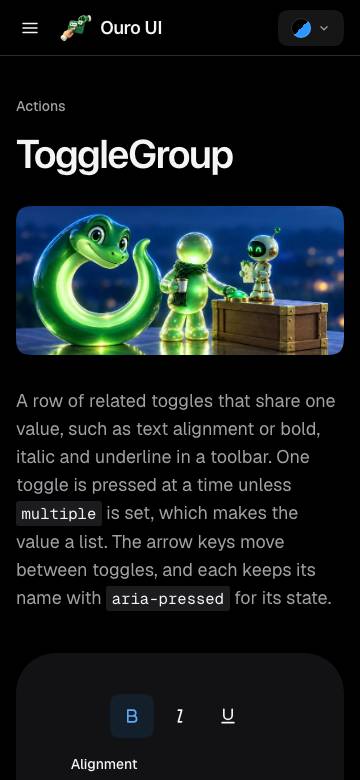 Ouro UI
Actions
ToggleGroup
A row of related toggles that share one
value, such as text alignment or bold,
italic and underline in a toolbar. One
toggle is pressed at a time unless
multiple is set, which makes the
value a list. The arrow keys move
between toggles, and each keeps its
name with aria-pressed for its state.
B I U
Alignment